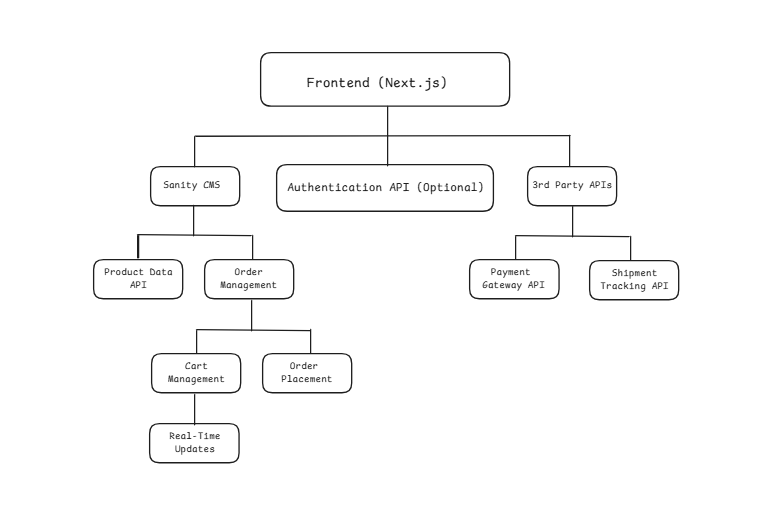 Frontend (Next.js)
Sanity CMS
Authentication API (Optional)
3rd Party APIs
Product Data
API
Order
Management
Payment
Gateway API
Shipment
Tracking API
Cart
Management
Order
Placement
Real-Time
Updates